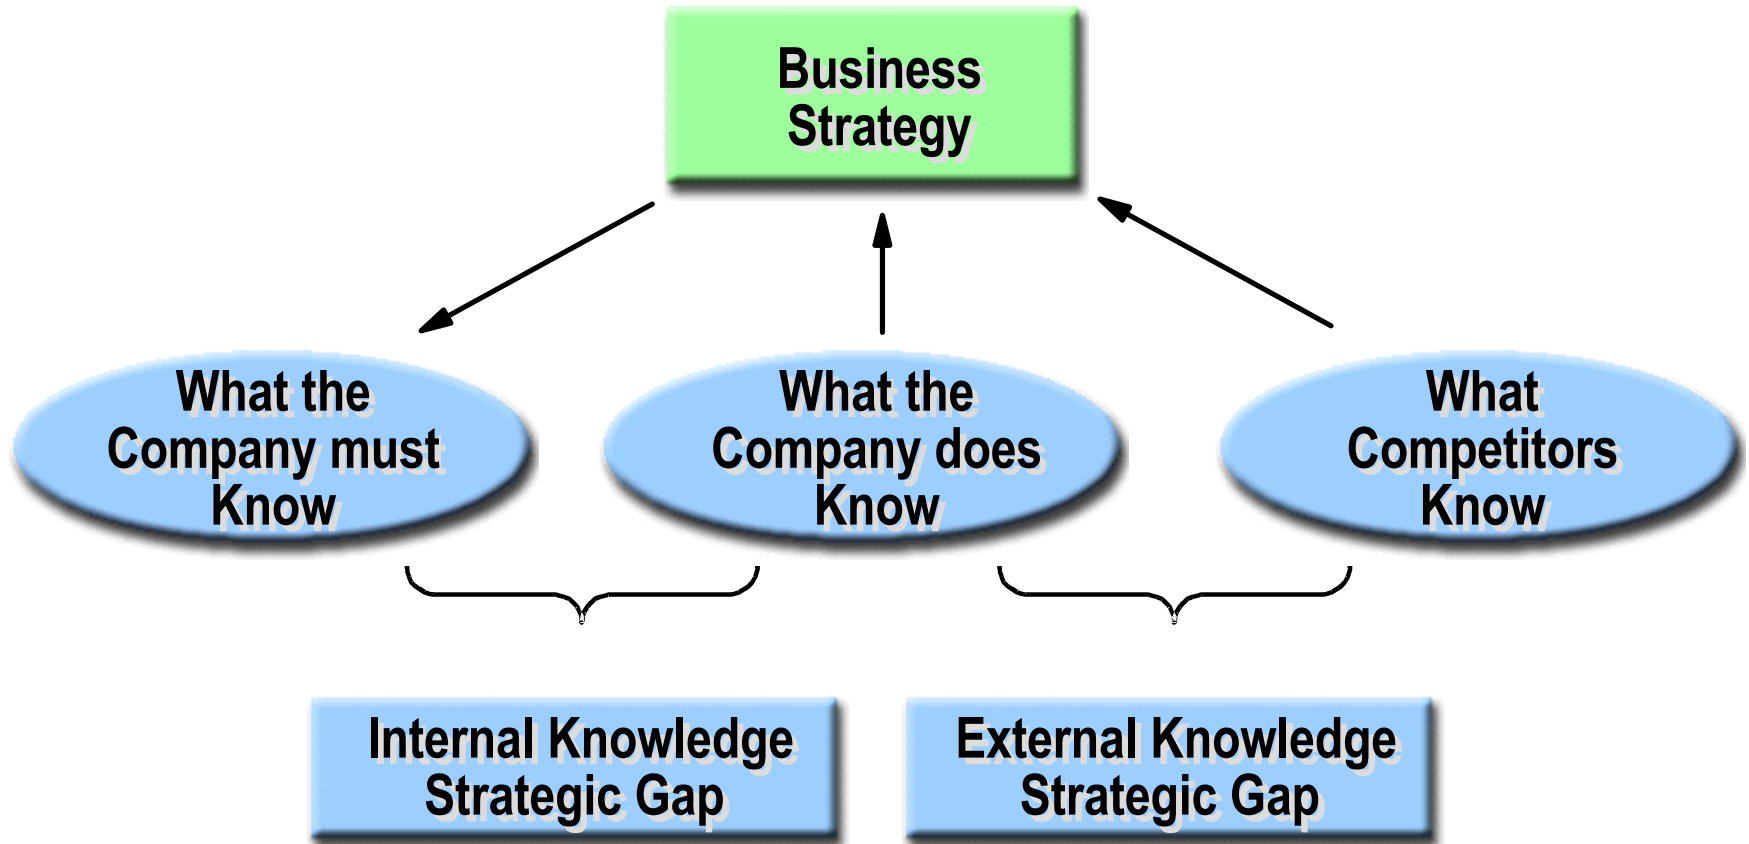 Business
Strategy
What the
Company must
Know
What the
Company does
Know
What
Competitors
Know
Internal Knowledge
Strategic Gap
External Knowledge
Strategic Gap